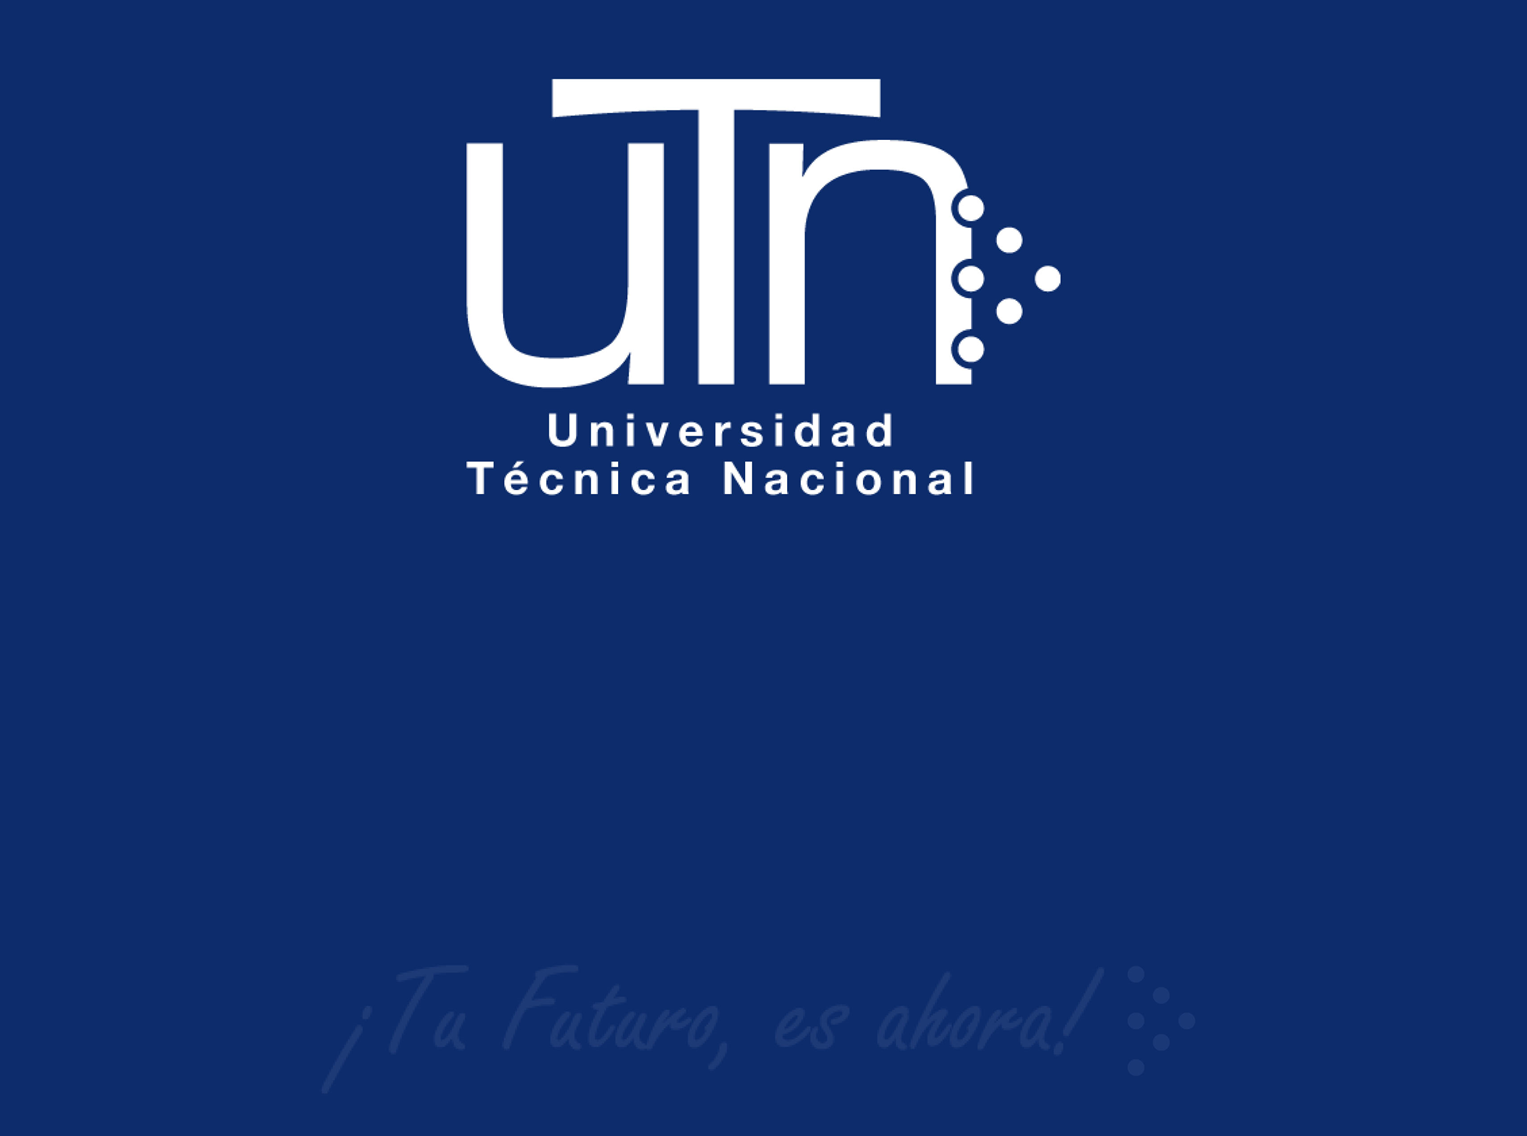 uTn
Universidad
Técnica Nacional
¡Tu Futuro, es ahora!